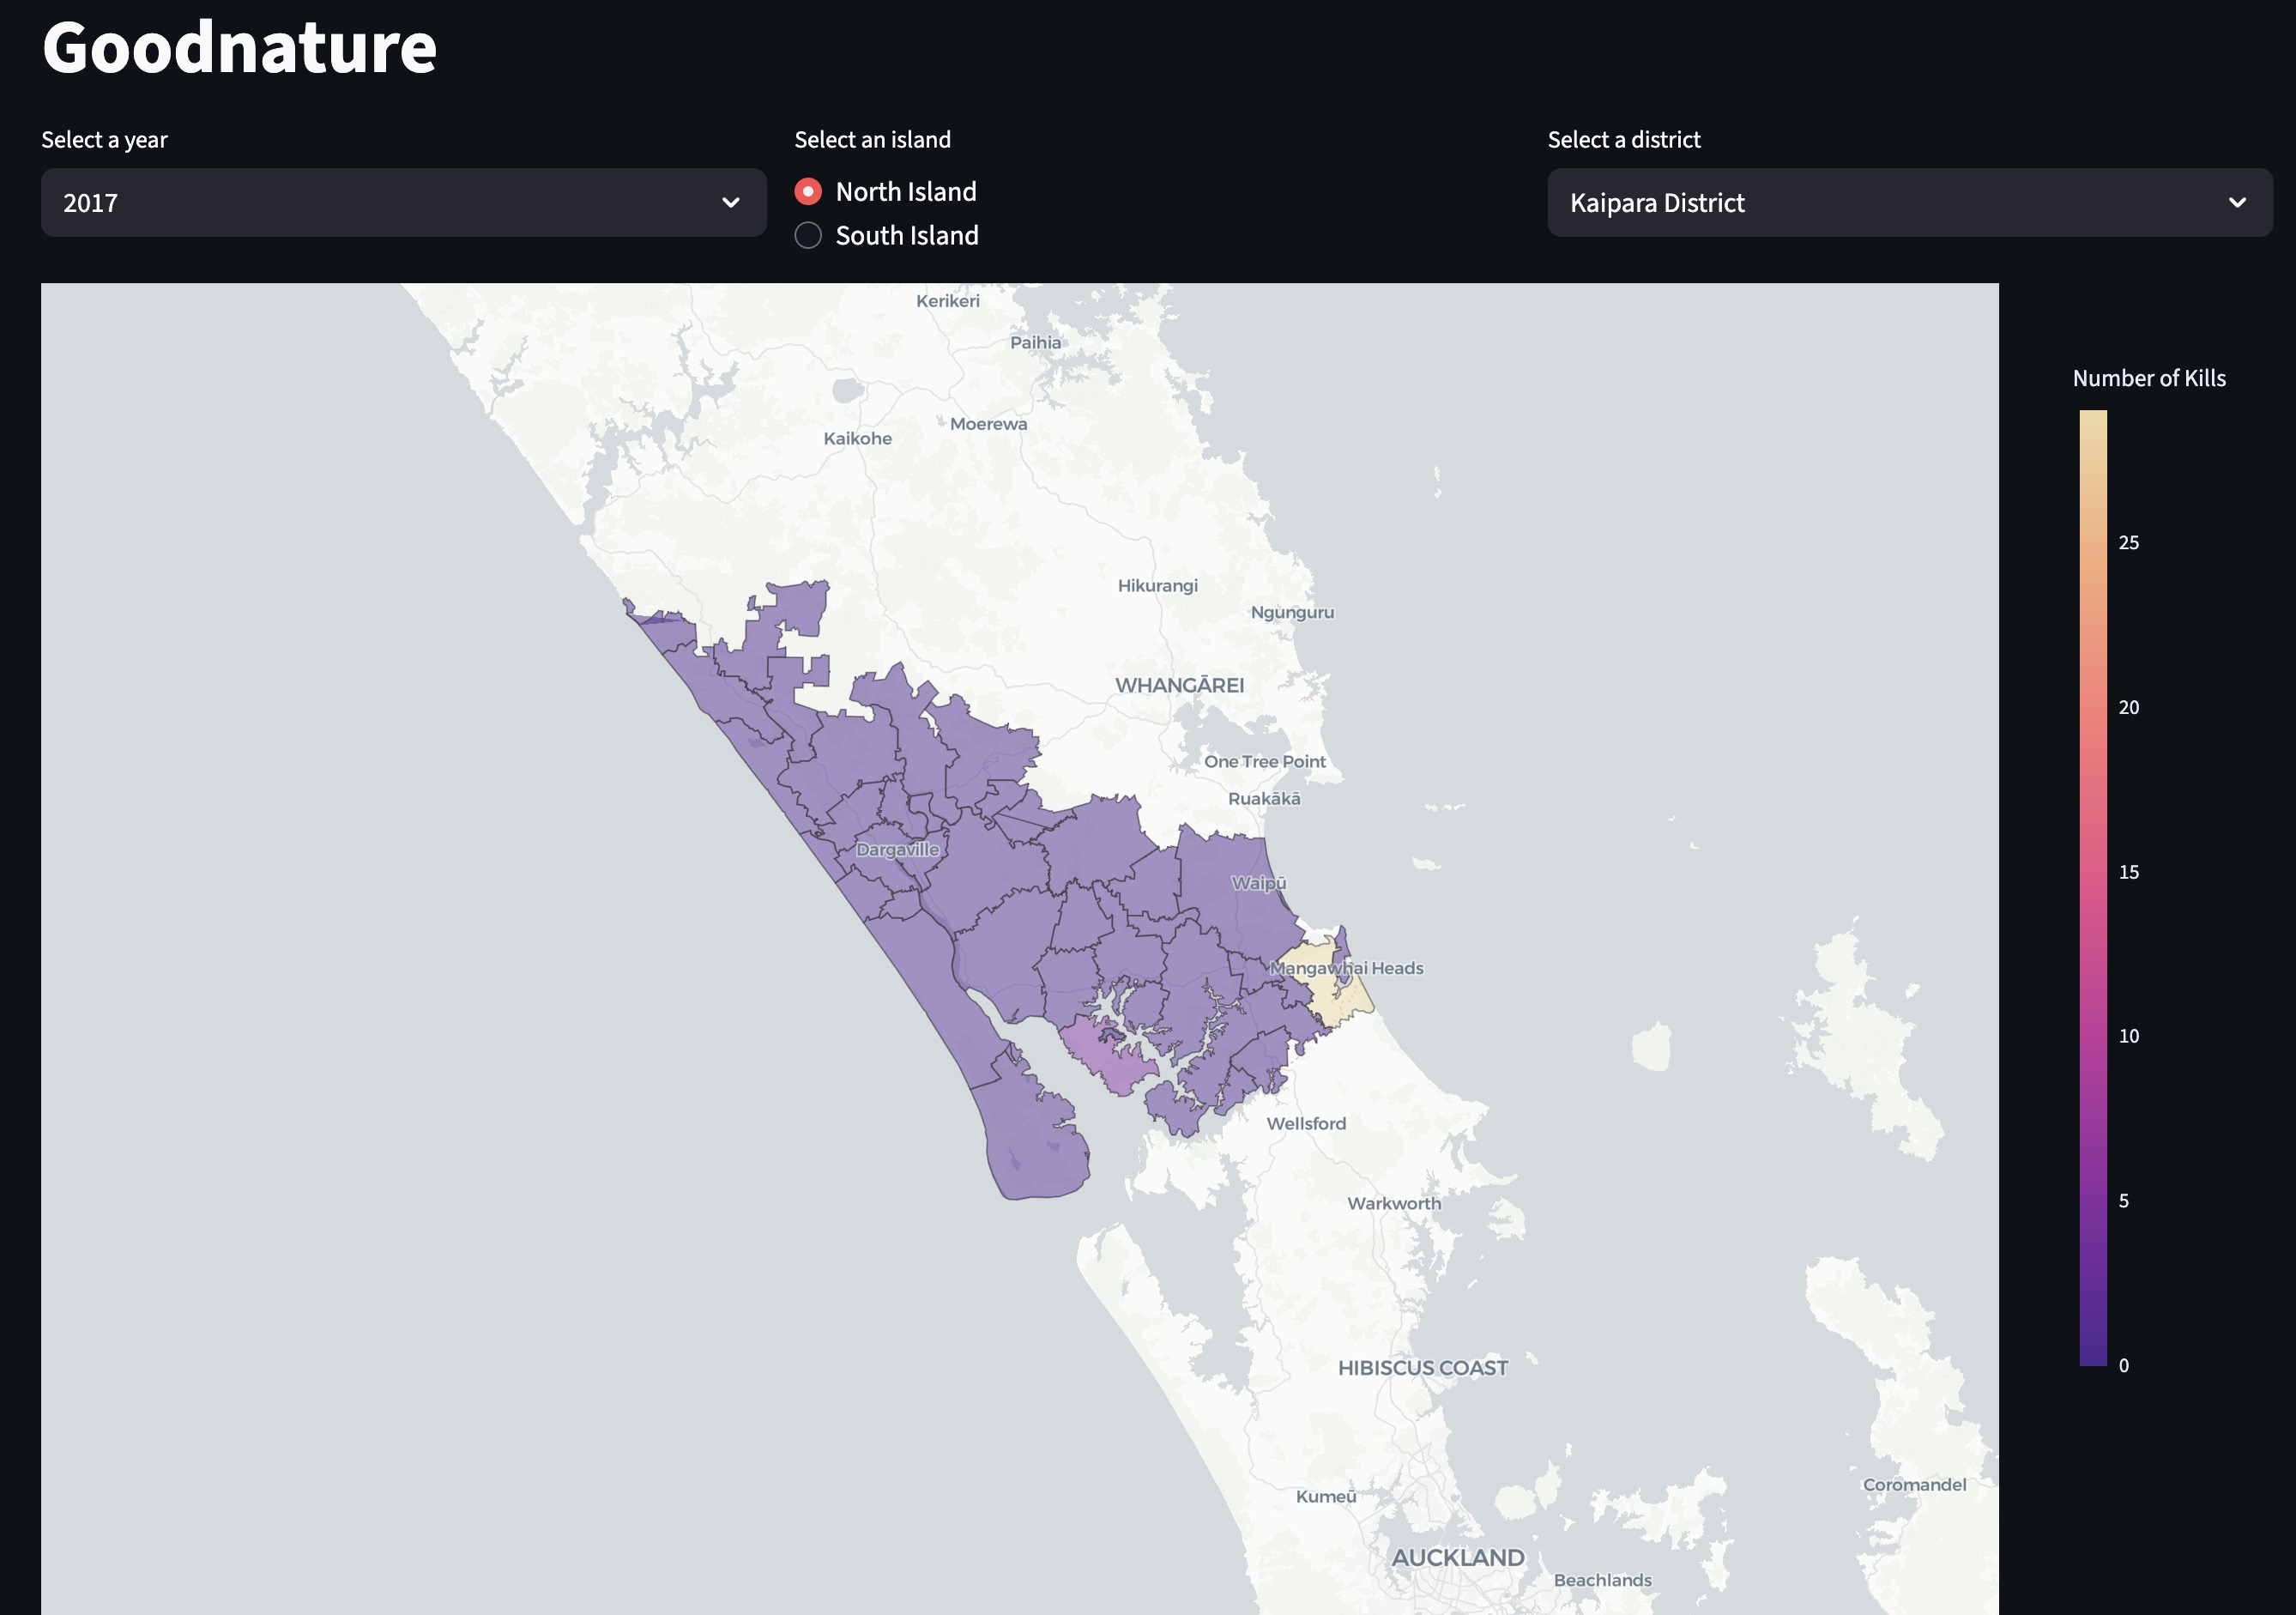 Goodnature
Select a year
2017
Select an island
North Island
South Island
Select a district
Kaipara District
Kerikeri
Paihia
Moerewa
Kaikohe
Hikurangi
Ngunguru
WHANGĀREI
One Tree Point
Ruakākā
Dargaville
Waipū
Mangawhai Heads
Wellsford
Warkworth
HIBISCUS COAST
Coromandel
Kumeū
AUCKLAND
Beachlands
Number of Kills
25
20
15
10
5
0